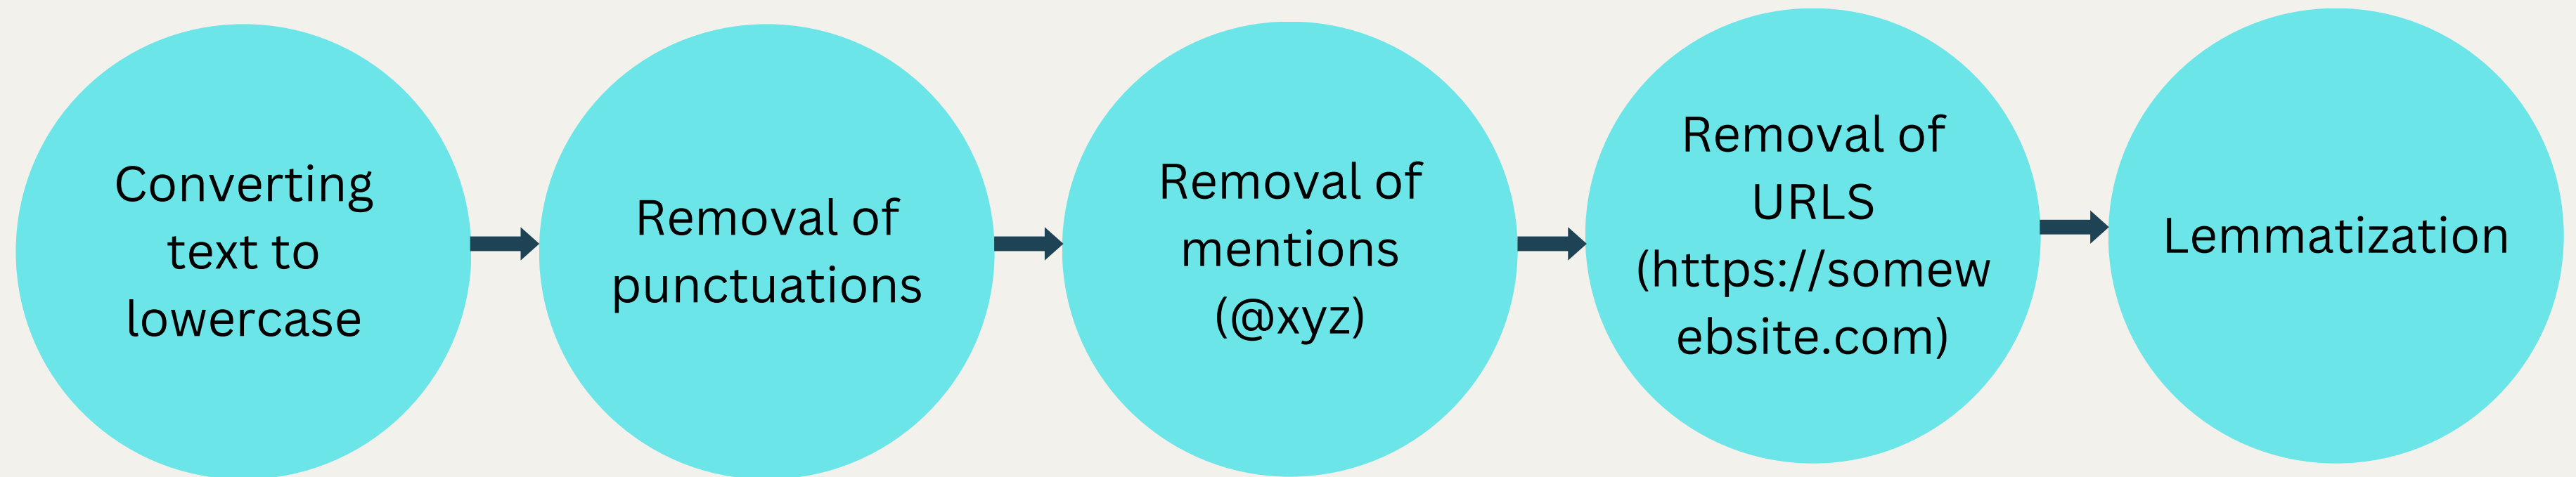 Converting
text to
lowercase
Removal of
punctuations
Removal of
mentions
(@xyz)
Removal of
URLS
(https://somew
ebsite.com)
Lemmatization